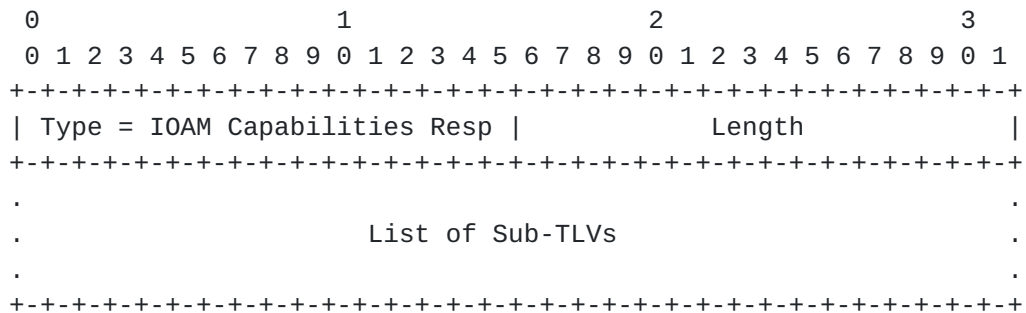 0                   1                   2                   3
 0 1 2 3 4 5 6 7 8 9 0 1 2 3 4 5 6 7 8 9 0 1 2 3 4 5 6 7 8 9 0 1
+-+-+-+-+-+-+-+-+-+-+-+-+-+-+-+-+-+-+-+-+-+-+-+-+-+-+-+-+-+-+-+-+
| Type = IOAM Capabilities Resp |            Length             |
+-+-+-+-+-+-+-+-+-+-+-+-+-+-+-+-+-+-+-+-+-+-+-+-+-+-+-+-+-+-+-+-+
.                                                               .
.                      List of Sub-TLVs                         .
.                                                               .
+-+-+-+-+-+-+-+-+-+-+-+-+-+-+-+-+-+-+-+-+-+-+-+-+-+-+-+-+-+-+-+-+